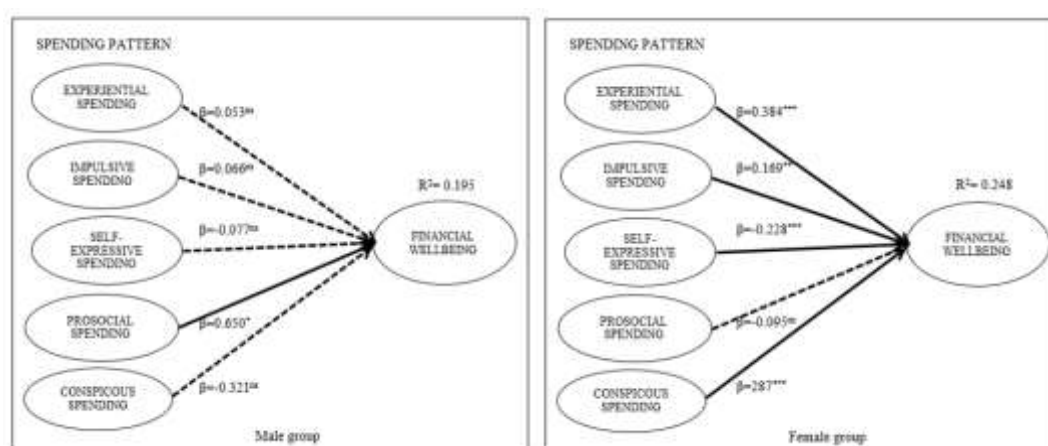 SPENDING PATTERN
EXPERIENTIAL
SPENDING
β=0.053ns
IMPULSIVE
SPENDING
β=0.066ns
R²= 0.195
SELF-
EXPRESSIVE
SPENDING
β=-0.077ns
FINANCIAL
WELLBEING
PROSOCIAL
SPENDING
β=0.650*
CONSPICOUS
SPENDING
β=-0.321ns
Male group
SPENDING PATTERN
EXPERIENTIAL
SPENDING
β=0.384***
IMPULSIVE
SPENDING
β=0.169**
R²= 0.248
SELF-
EXPRESSIVE
SPENDING
β=-0.228***
FINANCIAL
WELLBEING
PROSOCIAL
SPENDING
β=-0.095ns
CONSPICOUS
SPENDING
β=287***
Female group